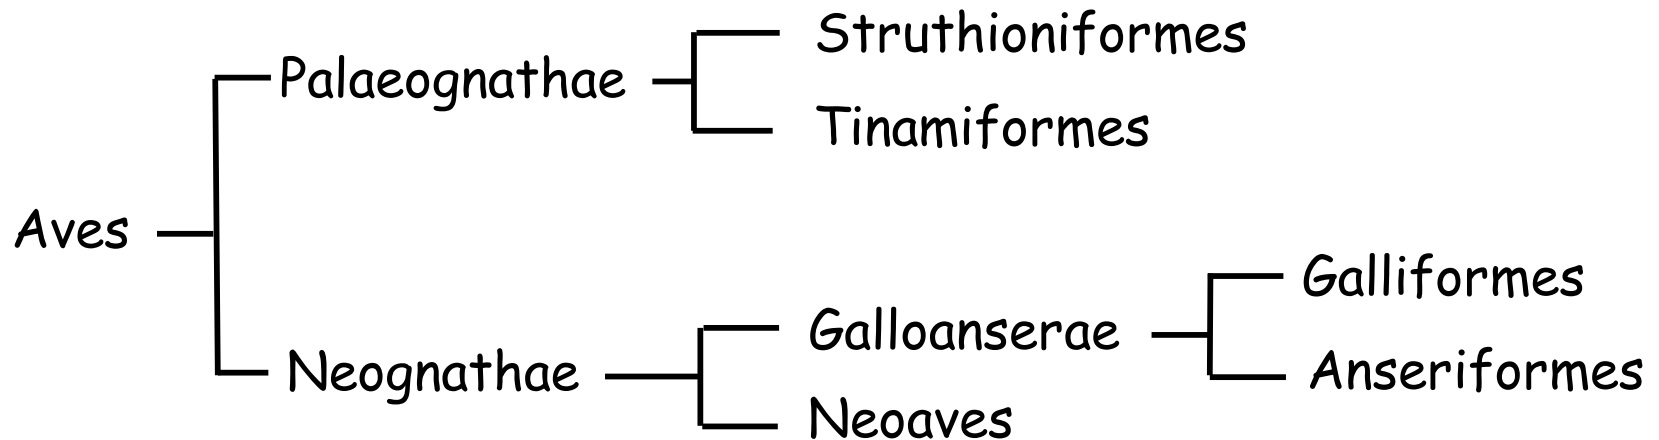 Struthioniformes
Palaeognathae
Tinamiformes
Aves
Galliformes
Galloanserae
Neognathae
Anseriformes
Neoaves